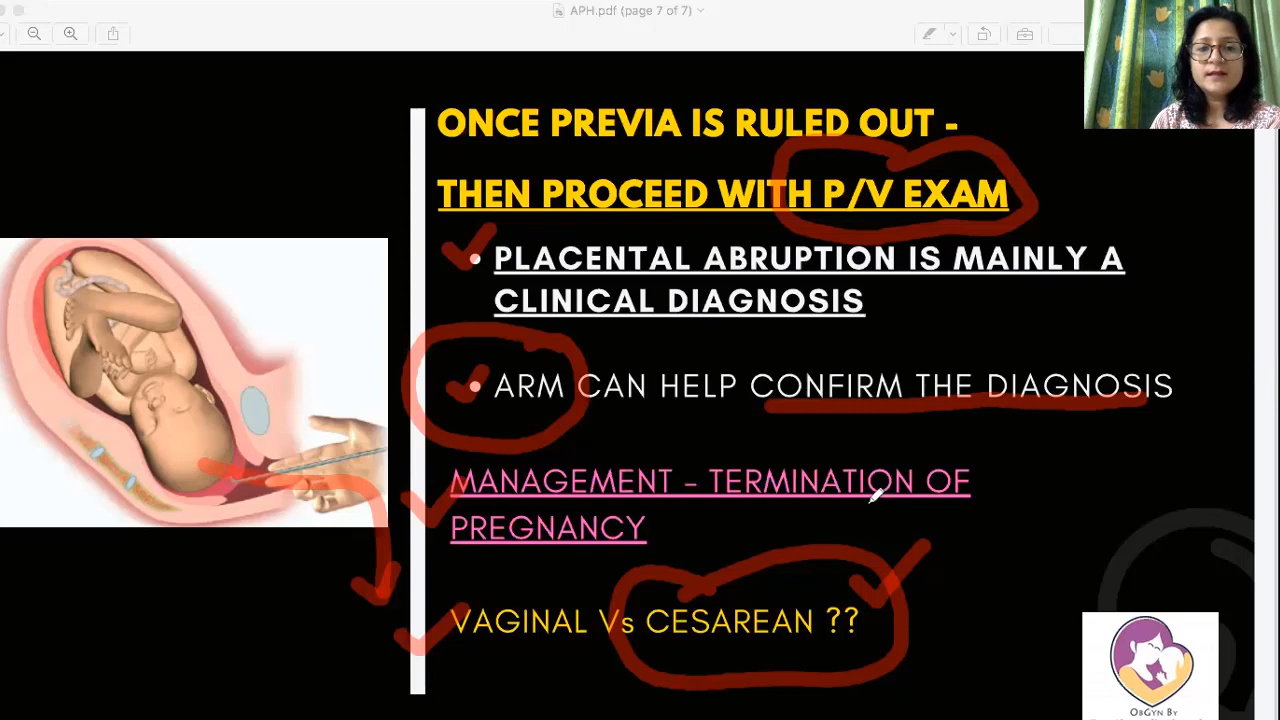 APH.pdf (page 7 of 7)
ONCE PREVIA IS RULED OUT -
THEN PROCEED WITH P/V EXAM
• PLACENTAL ABRUPTION IS MAINLY A
CLINICAL DIAGNOSIS
• ARM CAN HELP CONFIRM THE DIAGNOSIS
MANAGEMENT - TERMINATION OF
PREGNANCY
VAGINAL Vs CESAREAN ??
OBGYN BY